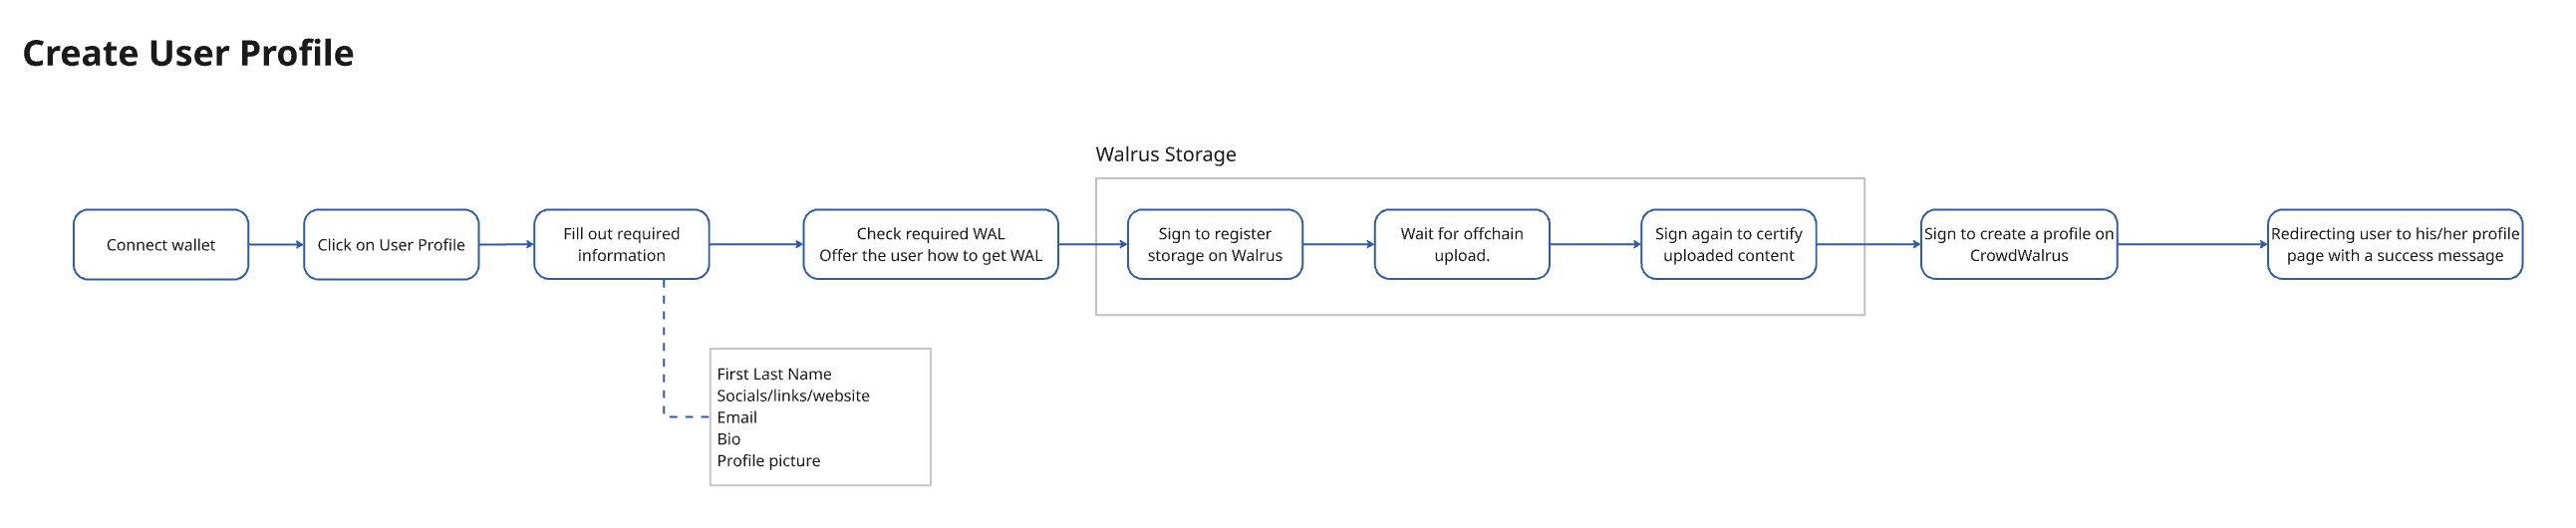 Create User Profile
Walrus Storage
Connect wallet
Click on User Profile
Fill out required
information
Check required WAL
Offer the user how to get WAL
Sign to register
storage on Walrus
Wait for offchain
upload.
Sign again to certify
uploaded content
Sign to create a profile on
CrowdWalrus
Redirecting user to his/her profile
page with a success message
First Last Name
Socials/links/website
Email
Bio
Profile picture